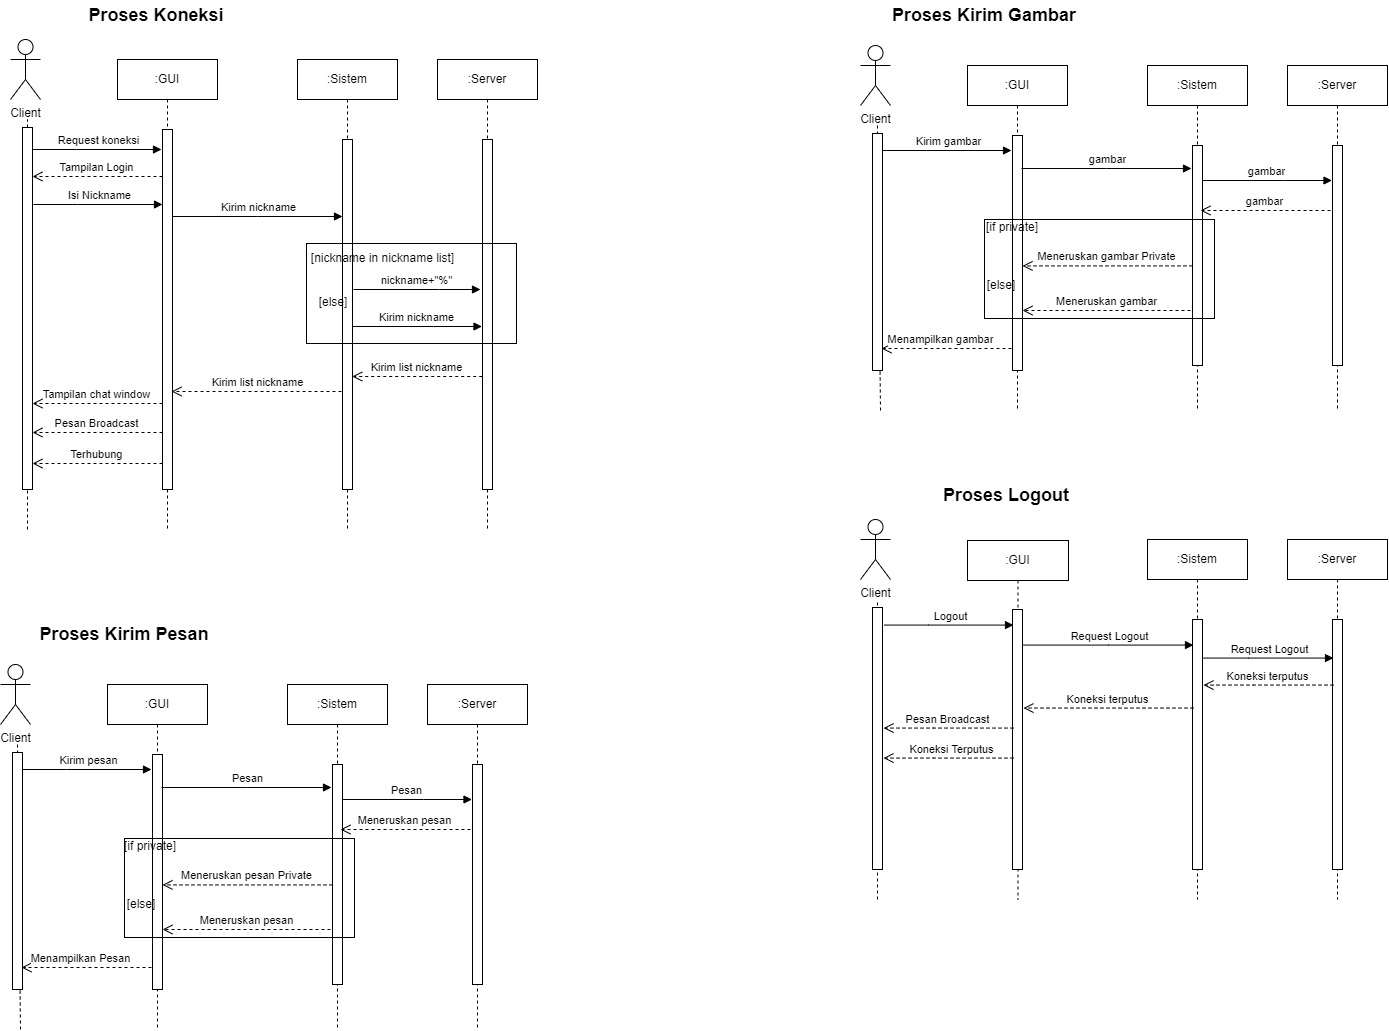 Proses Koneksi
Client
:GUI
:Sistem
:Server
Request koneksi
Tampilan Login
Isi Nickname
Kirim nickname
[nickname in nickname list]
nickname+"%"
[else]
Kirim nickname
Kirim list nickname
Kirim list nickname
Tampilan chat window
Pesan Broadcast
Terhubung
Proses Kirim Pesan
Client
:GUI
:Sistem
:Server
Kirim pesan
Pesan
Pesan
Meneruskan pesan
[if private]
Meneruskan pesan Private
[else]
Meneruskan pesan
Menampilkan Pesan
Proses Kirim Gambar
Client
:GUI
:Sistem
:Server
Kirim gambar
gambar
gambar
gambar
[if private]
Meneruskan gambar Private
[else]
Meneruskan gambar
Menampilkan gambar
Proses Logout
Client
:GUI
:Sistem
:Server
Logout
Request Logout
Request Logout
Koneksi terputus
Koneksi terputus
Pesan Broadcast
Koneksi Terputus